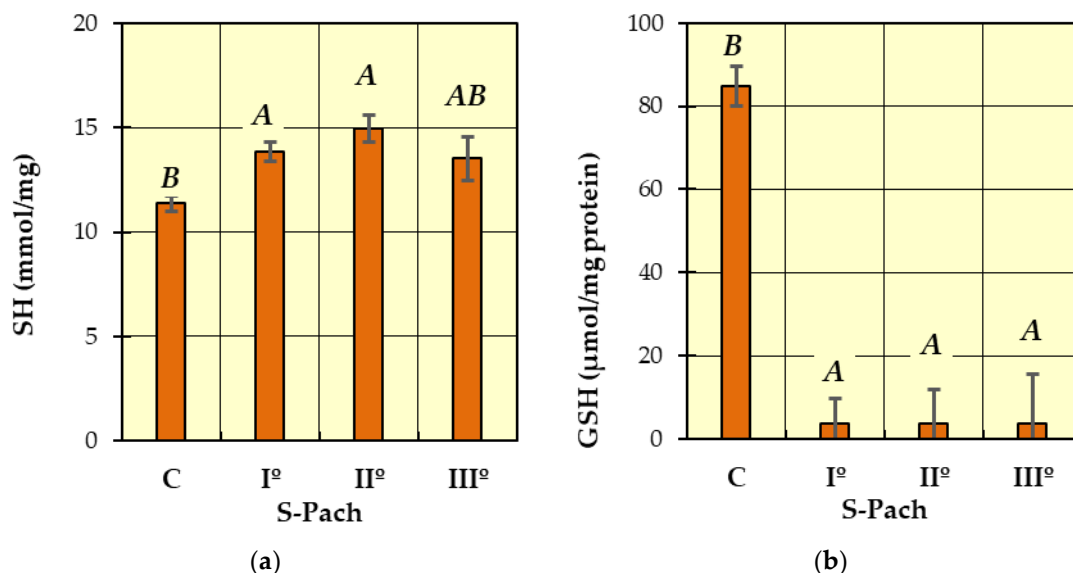 SH (mmol/mg)
20
15
10
5
0
B
A
A
AB
C Iº IIº IIIº
S-Pach
(a)
GSH (µmol/mg protein)
100
80
60
40
20
0
B
A
A
A
C Iº IIº IIIº
S-Pach
(b)